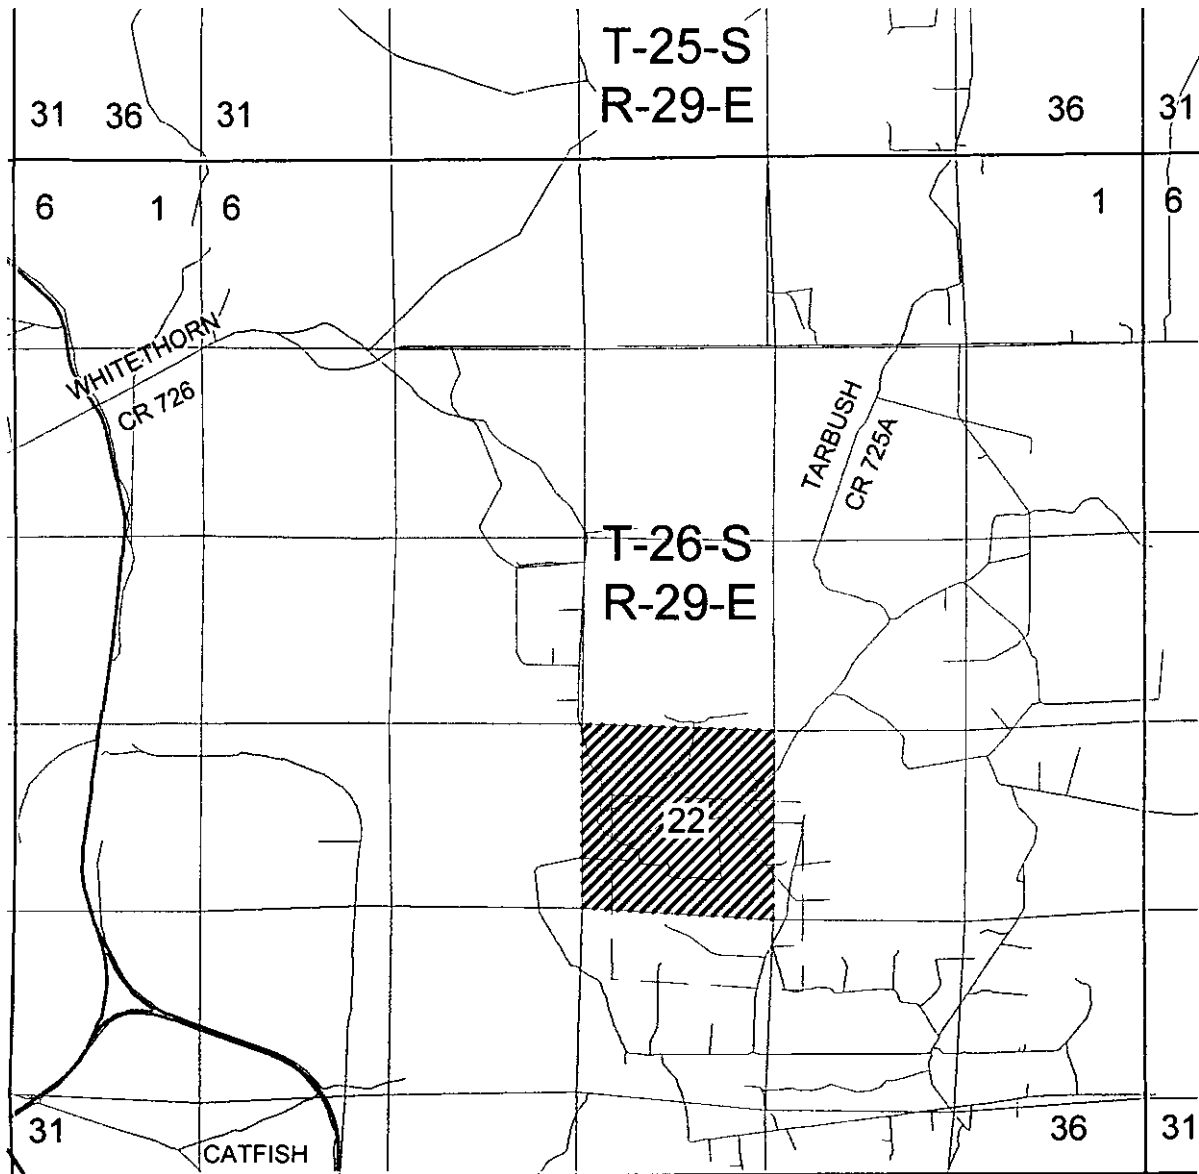 T-25-S
R-29-E
31 36 31 36 31
6 1 6 1 6
WHITETHORN
CR 726
TARBUSH
CR 725A
T-26-S
R-29-E
22
31 36 31
CATFISH